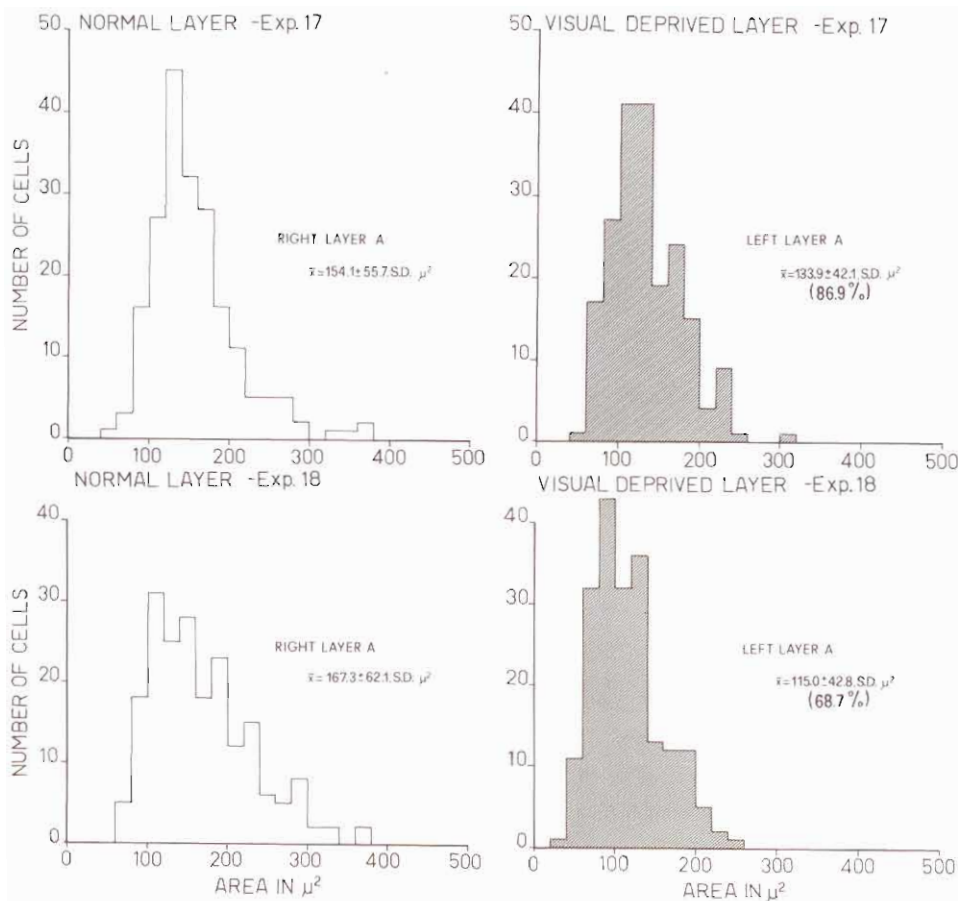 NORMAL LAYER -Exp. 17
50
40
30
20
10
0
NUMBER OF CELLS
RIGHT LAYER A
x̄=154.1±55.7. S.D. μ²
0 100 200 300 400 500
VISUAL DEPRIVED LAYER -Exp. 17
50
40
30
20
10
0
LEFT LAYER A
x̄=133.9±42.1. S.D. μ²
(86.9%)
0 100 200 300 400 500
NORMAL LAYER -Exp. 18
40
30
20
10
0
NUMBER OF CELLS
RIGHT LAYER A
x̄=167.3±62.1. S.D. μ²
0 100 200 300 400 500
AREA IN μ²
VISUAL DEPRIVED LAYER -Exp. 18
40
30
20
10
0
LEFT LAYER A
x̄=115.0±42.8. S.D. μ²
(68.7%)
0 100 200 300 400 500
AREA IN μ²